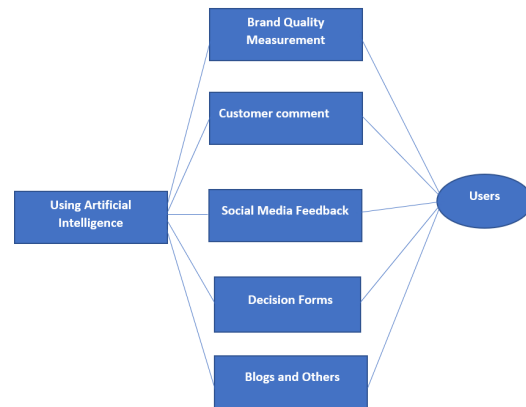 Brand Quality
Measurement
Customer comment
Using Artificial
Intelligence
Social Media Feedback
Users
Decision Forms
Blogs and Others